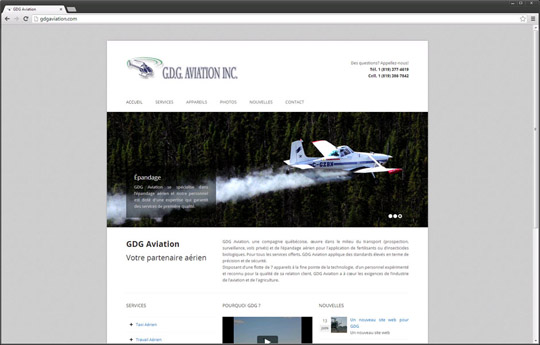 GDG Aviation
gdgaviation.com
G.D.G. AVIATION INC.
Des questions? Appelez-nous!
Tél. 1 (819) 277-4619
Cell. 1 (819) 266-7042
ACCUEIL SERVICES APPAREILS PHOTOS NOUVELLES CONTACT
C-GZBX
Épandage
GDG Aviation se spécialise dans
l'épandage aérien et notre personnel
est doté d'une expertise qui garantit
des services de première qualité.
GDG Aviation
Votre partenaire aérien
GDG Aviation, une compagnie québécoise, œuvre dans le milieu du transport (prospection,
surveillance, vols privés) et de l'épandage aérien pour l'application de fertilisants ou d'insecticides
biologiques. Pour tous les services offerts, GDG Aviation applique des standards élevés en terme de
précision et de sécurité.
Disposant d'une flotte de 7 appareils à la fine pointe de la technologie, d'un personnel expérimenté
et reconnu pour la qualité de sa relation client, GDG Aviation a à cœur les exigences de l'industrie
de l'aviation et de l'agriculture.
SERVICES
Taxi Aérien
Travail Aérien
POURQUOI GDG ?
NOUVELLES
12
JUIN
Un nouveau site web pour
GDG
Un nouveau site web